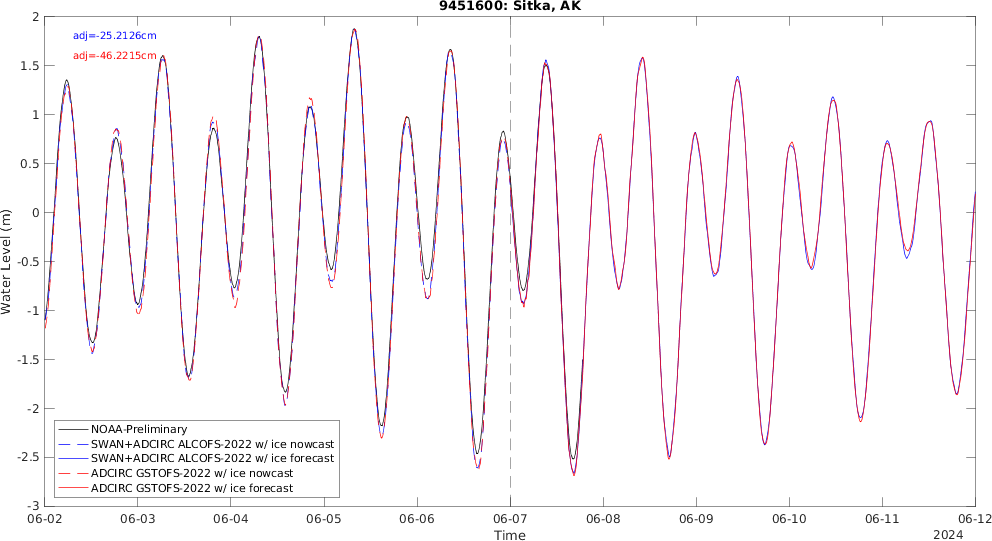 9451600: Sitka, AK
2
1.5
1
0.5
0
-0.5
-1
-1.5
-2
-2.5
-3
Water Level (m)
adj=-25.2126cm
adj=-46.2215cm
NOAA-Preliminary
SWAN+ADCIRC ALCOFS-2022 w/ ice nowcast
SWAN+ADCIRC ALCOFS-2022 w/ ice forecast
ADCIRC GSTOFS-2022 w/ ice nowcast
ADCIRC GSTOFS-2022 w/ ice forecast
06-02 06-03 06-04 06-05 06-06 06-07 06-08 06-09 06-10 06-11 06-12
Time
2024